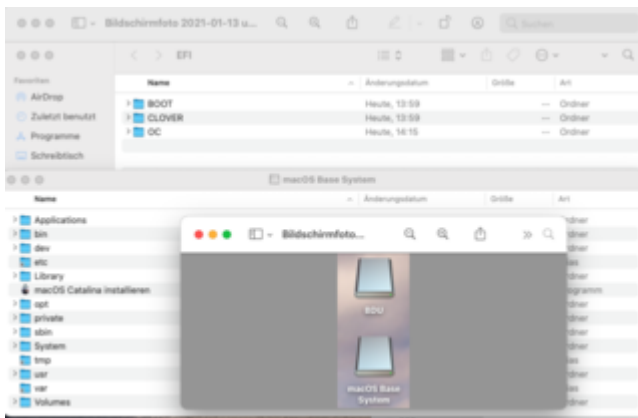 Bildschirmfoto 2021-01-13 u...
Suchen
EFI
Favoriten
Name
Änderungsdatum
Größe
Art
AirDrop
Zuletzt benutzt
Programme
Schreibtisch
BOOT
Heute, 13:59
--
Ordner
CLOVER
Heute, 13:59
--
Ordner
OC
Heute, 14:15
--
Ordner
macOS Base System
Name
Änderungsdatum
Größe
Art
Applications
bin
dev
etc
Library
macOS Catalina installieren
opt
private
sbin
System
tmp
usr
var
Volumes
Bildschirmfoto...
BDU
macOS Base
System